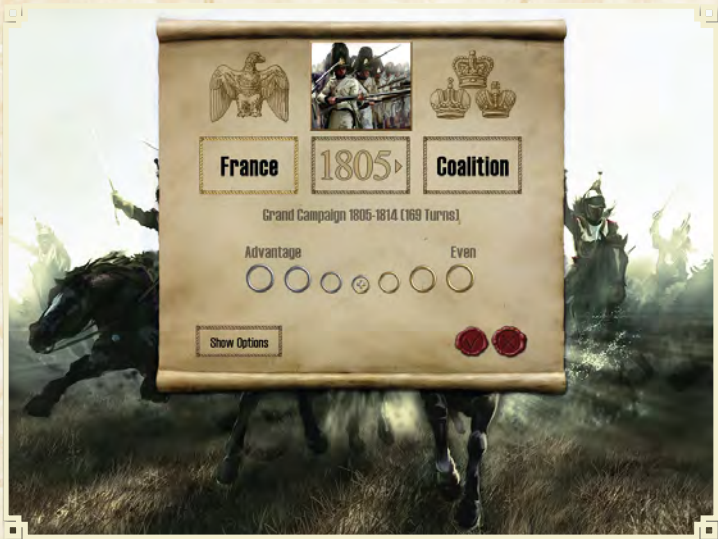 France
1805
Coalition
Grand Campaign 1805-1814 (169 Turns)
Advantage
Even
Show Options